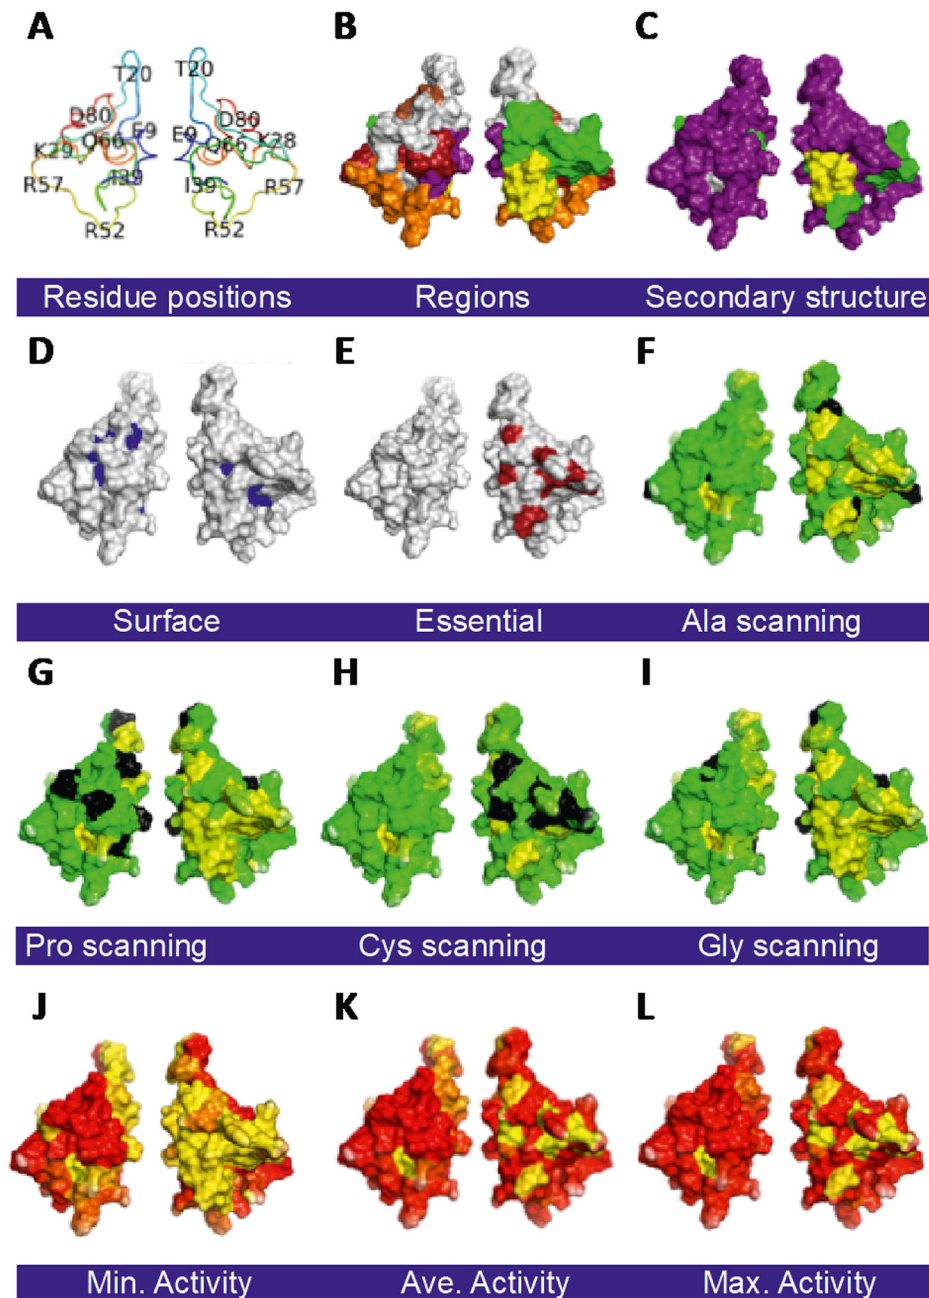 A
B
C
T20
T20
D80
D80
Q66
E9
E9
Q66
K28
K29
I39
I39
R57
R57
R52
R52
Residue positions
Regions
Secondary structure
D
E
F
Surface
Essential
Ala scanning
G
H
I
Pro scanning
Cys scanning
Gly scanning
J
K
L
Min. Activity
Ave. Activity
Max. Activity